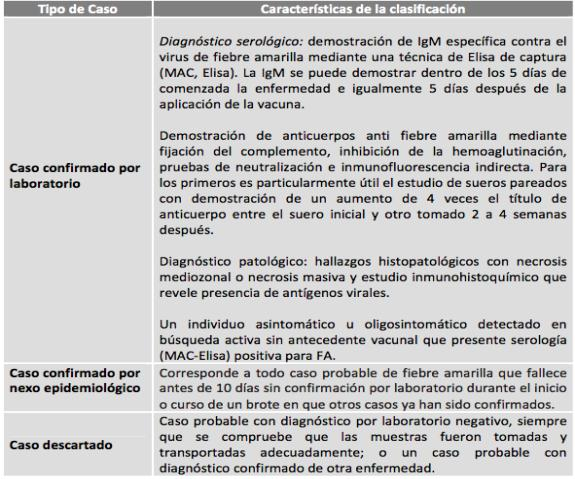 Tipo de Caso
Características de la clasificación
Caso confirmado por
laboratorio
Diagnóstico serológico: demostración de IgM específica contra el
virus de fiebre amarilla mediante una técnica de Elisa de captura
(MAC, Elisa). La IgM se puede demostrar dentro de los 5 días de
comenzada la enfermedad e igualmente 5 días después de la
aplicación de la vacuna.
Demostración de anticuerpos anti fiebre amarilla mediante
fijación del complemento, inhibición de la hemoaglutinación,
pruebas de neutralización e inmunofluorescencia indirecta. Para
los primeros es particularmente útil el estudio de sueros pareados
con demostración de un aumento de 4 veces el título de
anticuerpo entre el suero inicial y otro tomado 2 a 4 semanas
después.
Diagnóstico patológico: hallazgos histopatológicos con necrosis
mediozonal o necrosis masiva y estudio inmunohistoquímico que
revele presencia de antígenos virales.
Un individuo asintomático u oligosintomático detectado en
búsqueda activa sin antecedente vacunal que presente serología
(MAC-Elisa) positiva para FA.
Caso confirmado por
nexo epidemiológico
Corresponde a todo caso probable de fiebre amarilla que fallece
antes de 10 días sin confirmación por laboratorio durante el inicio
o curso de un brote en que otros casos ya han sido confirmados.
Caso descartado
Caso probable con diagnóstico por laboratorio negativo, siempre
que se compruebe que las muestras fueron tomadas y
transportadas adecuadamente; o un caso probable con
diagnóstico confirmado de otra enfermedad.